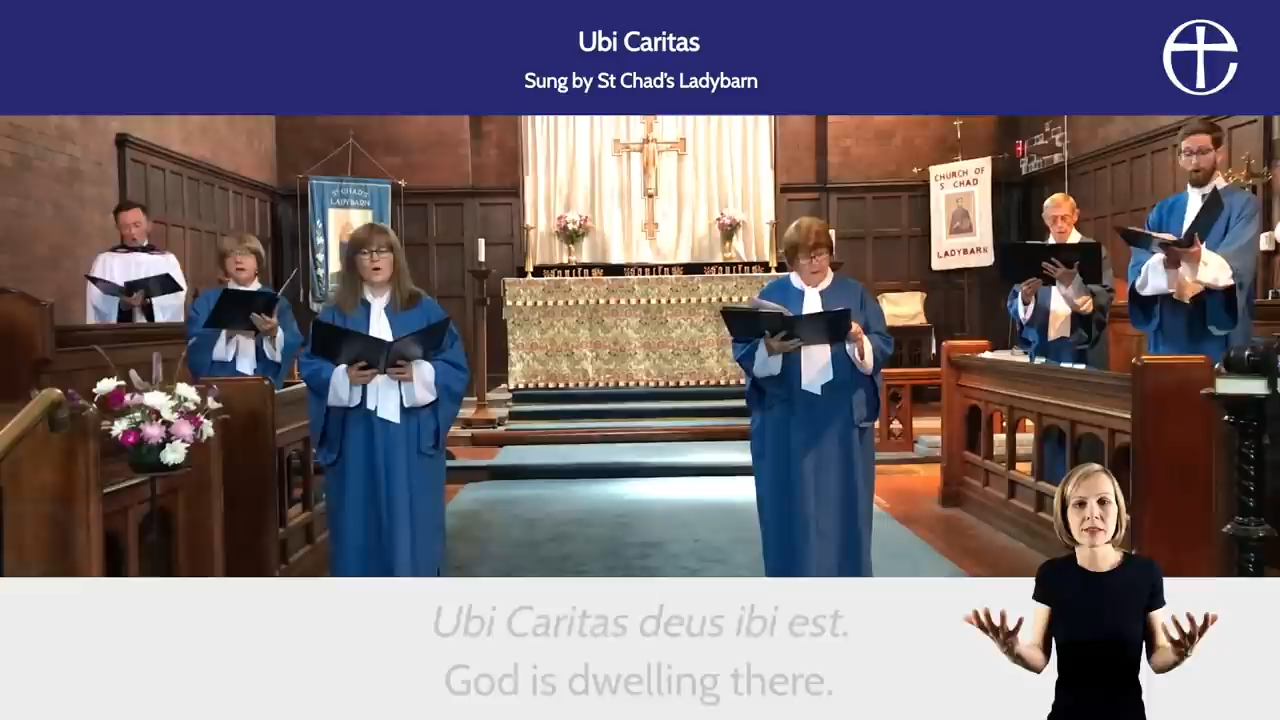 Ubi Caritas
Sung by St Chad's Ladybarn
ST CHAD'S
LADYBARN
CHURCH OF
S. CHAD
LADYBARN
Ubi Caritas deus ibi est.
God is dwelling there.